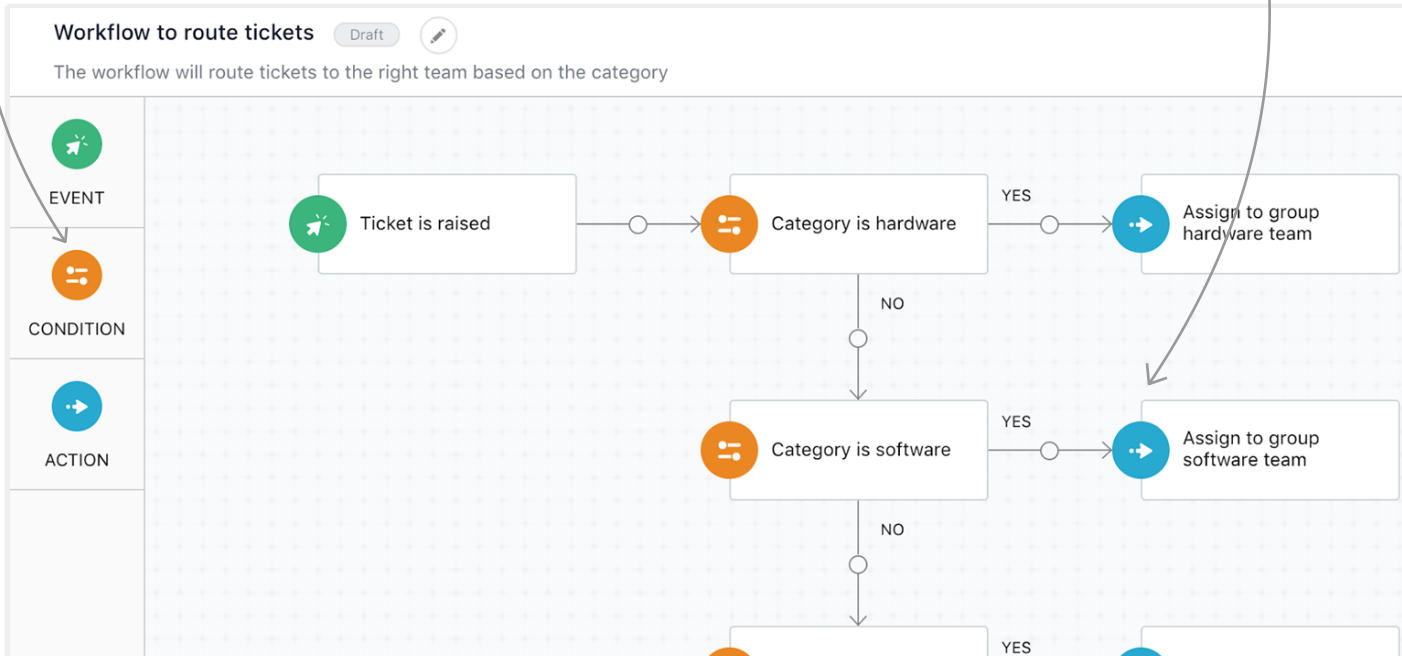 Workflow to route tickets
Draft
The workflow will route tickets to the right team based on the category
EVENT
CONDITION
ACTION
Ticket is raised
Category is hardware
YES
Assign to group
hardware team
NO
Category is software
YES
Assign to group
software team
NO
YES